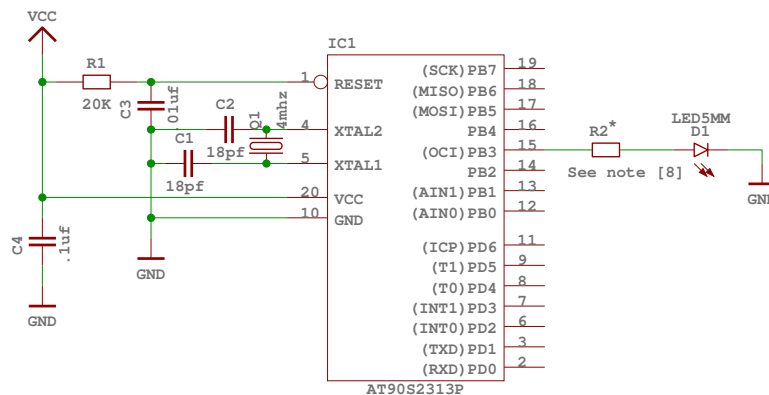 VCC
IC1
R1
20K
C3
.01uf
C2
C1
18pf
18pf
Q1
4mhz
1
RESET
4
XTAL2
5
XTAL1
20
VCC
10
GND
C4
.1uf
GND
GND
(SCK)PB7 19
(MISO)PB6 18
(MOSI)PB5 17
PB4 16
(OCI)PB3 15
PB2 14
(AIN1)PB1 13
(AIN0)PB0 12
(ICP)PD6 11
(T1)PD5 9
(T0)PD4 8
(INT1)PD3 7
(INT0)PD2 6
(TXD)PD1 3
(RXD)PD0 2
R2*
See note [8]
LED5MM
D1
GND
AT90S2313P